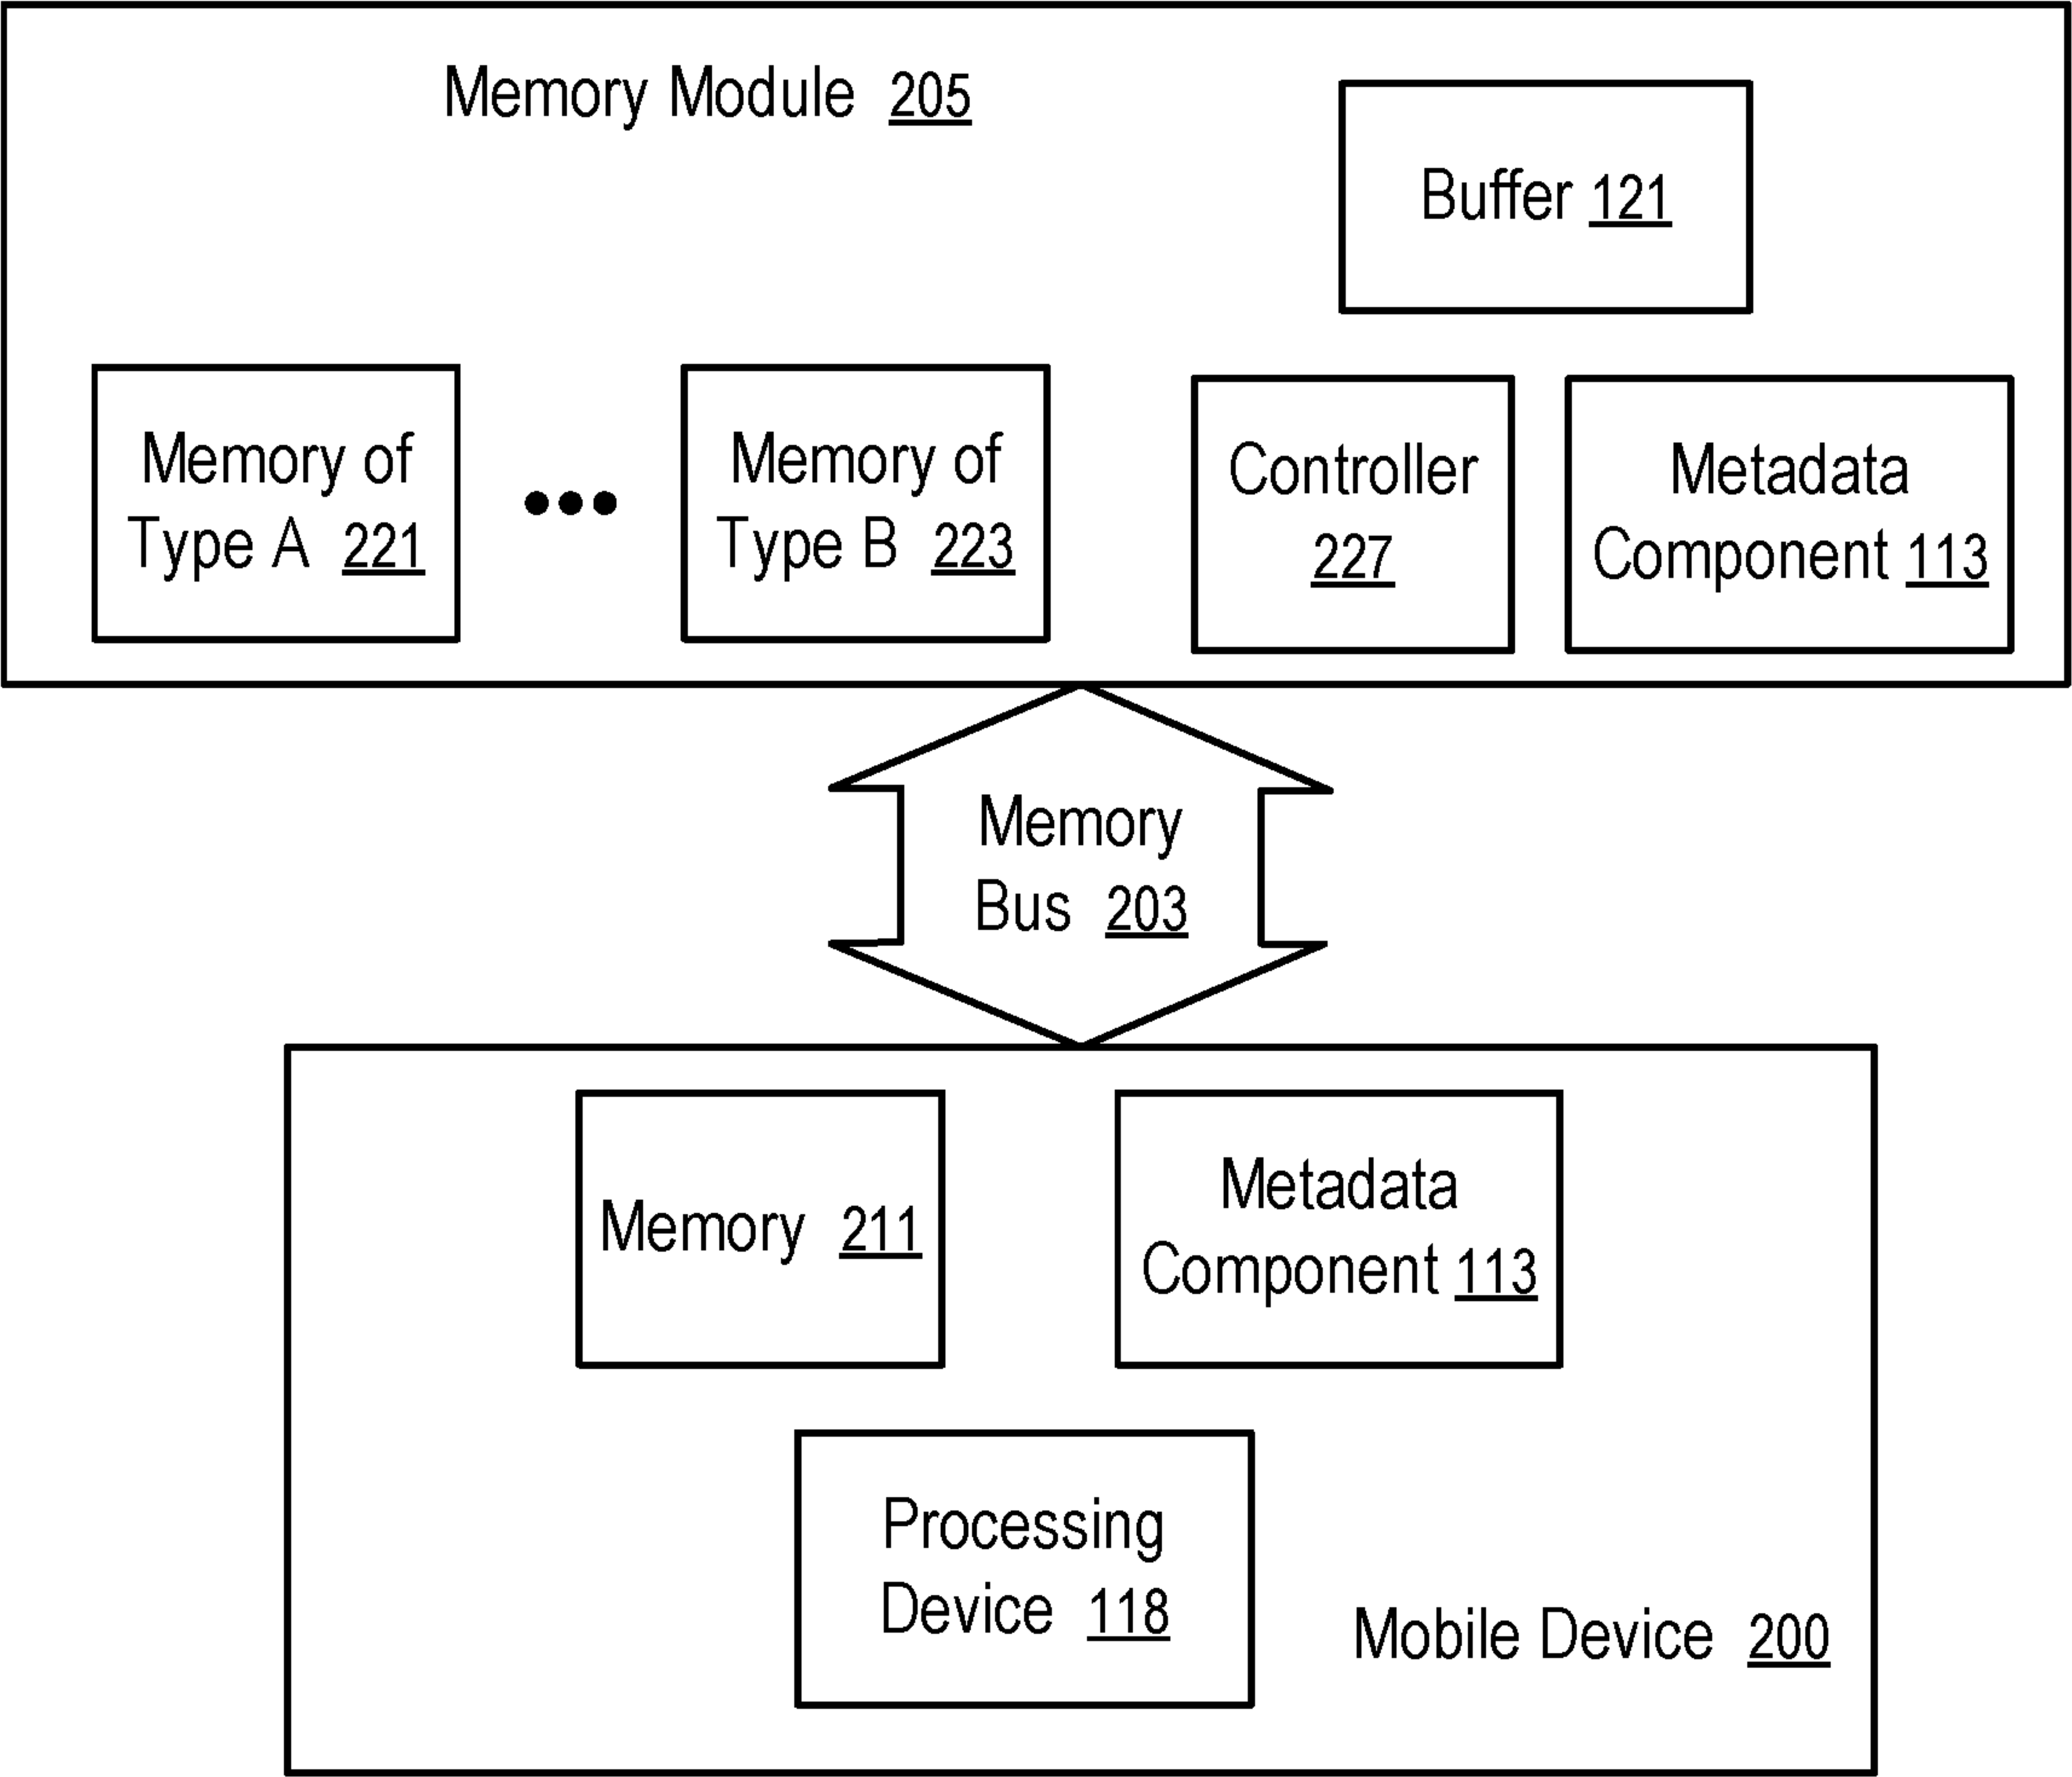 Memory Module 205
Buffer 121
Memory of
Type A 221
Memory of
Type B 223
Controller
227
Metadata
Component 113
Memory
Bus 203
Memory 211
Metadata
Component 113
Processing
Device 118
Mobile Device 200